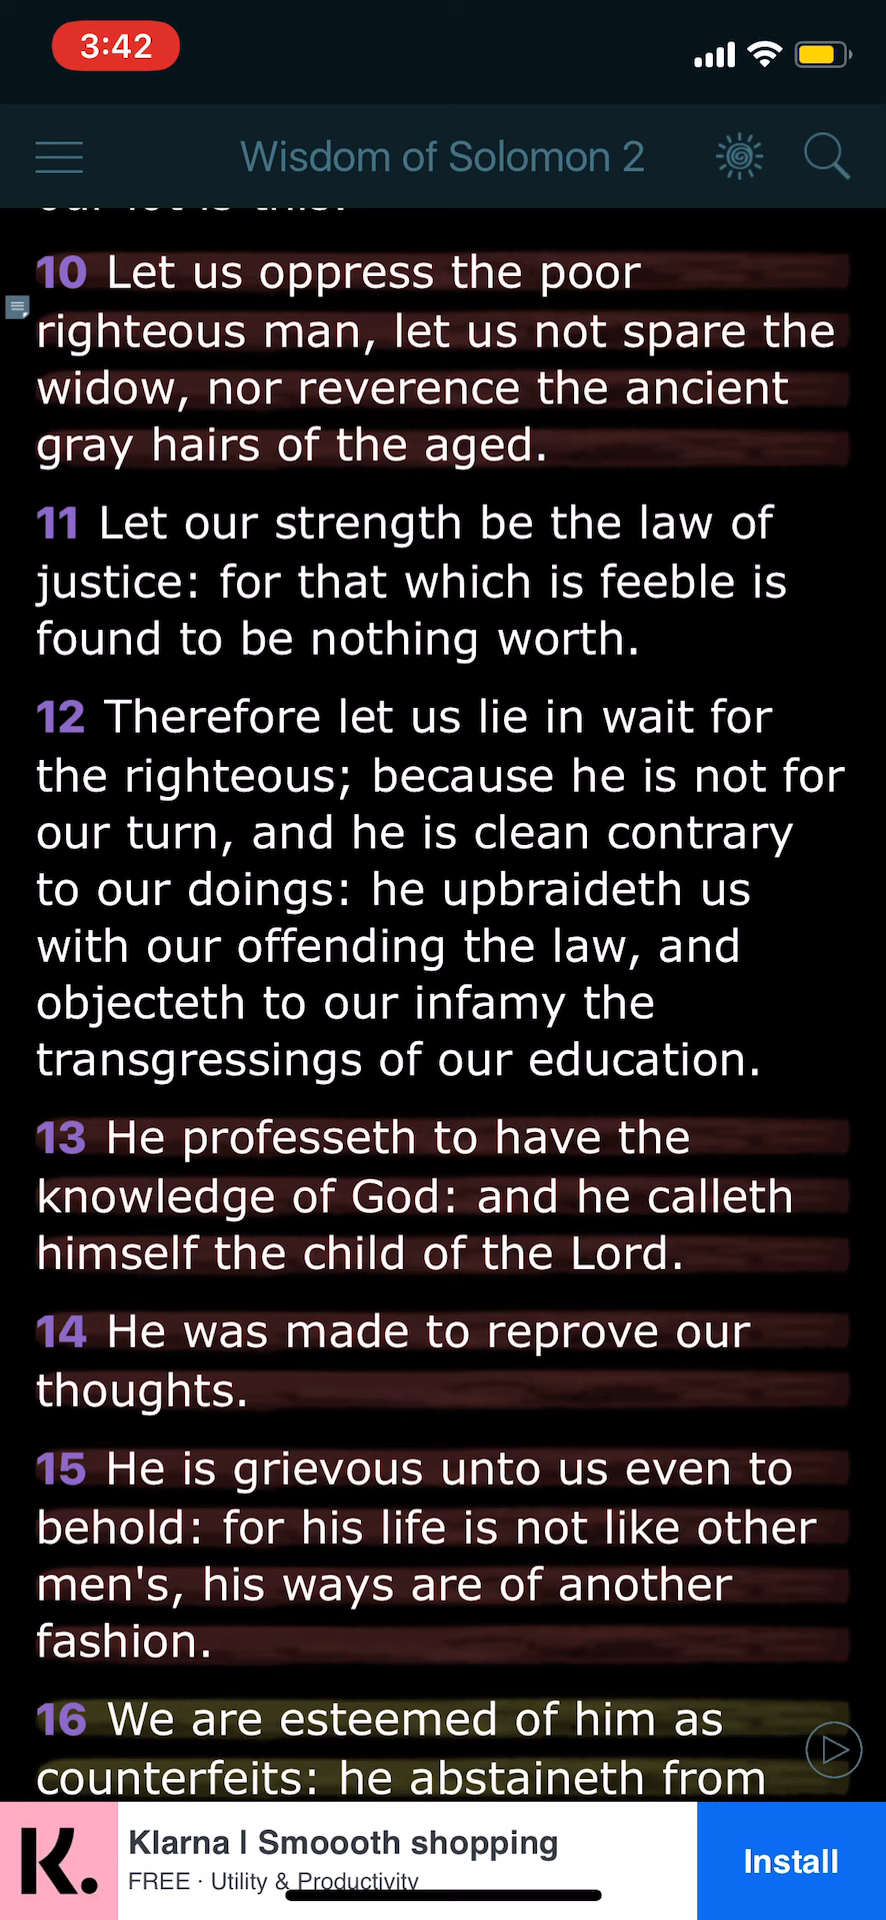 3:42
Wisdom of Solomon 2
our lot is this.
10 Let us oppress the poor
righteous man, let us not spare the
widow, nor reverence the ancient
gray hairs of the aged.
11 Let our strength be the law of
justice: for that which is feeble is
found to be nothing worth.
12 Therefore let us lie in wait for
the righteous; because he is not for
our turn, and he is clean contrary
to our doings: he upbraideth us
with our offending the law, and
objecteth to our infamy the
transgressings of our education.
13 He professeth to have the
knowledge of God: and he calleth
himself the child of the Lord.
14 He was made to reprove our
thoughts.
15 He is grievous unto us even to
behold: for his life is not like other
men's, his ways are of another
fashion.
16 We are esteemed of him as
counterfeits: he abstaineth from
K.
Klarna | Smoooth shopping
FREE · Utility & Productivity
Install